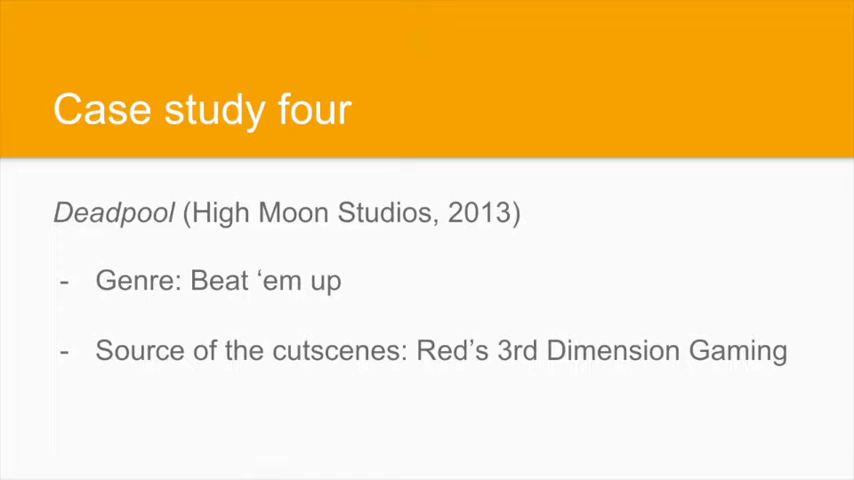 Case study four
Deadpool (High Moon Studios, 2013)
- Genre: Beat ‘em up
- Source of the cutscenes: Red’s 3rd Dimension Gaming